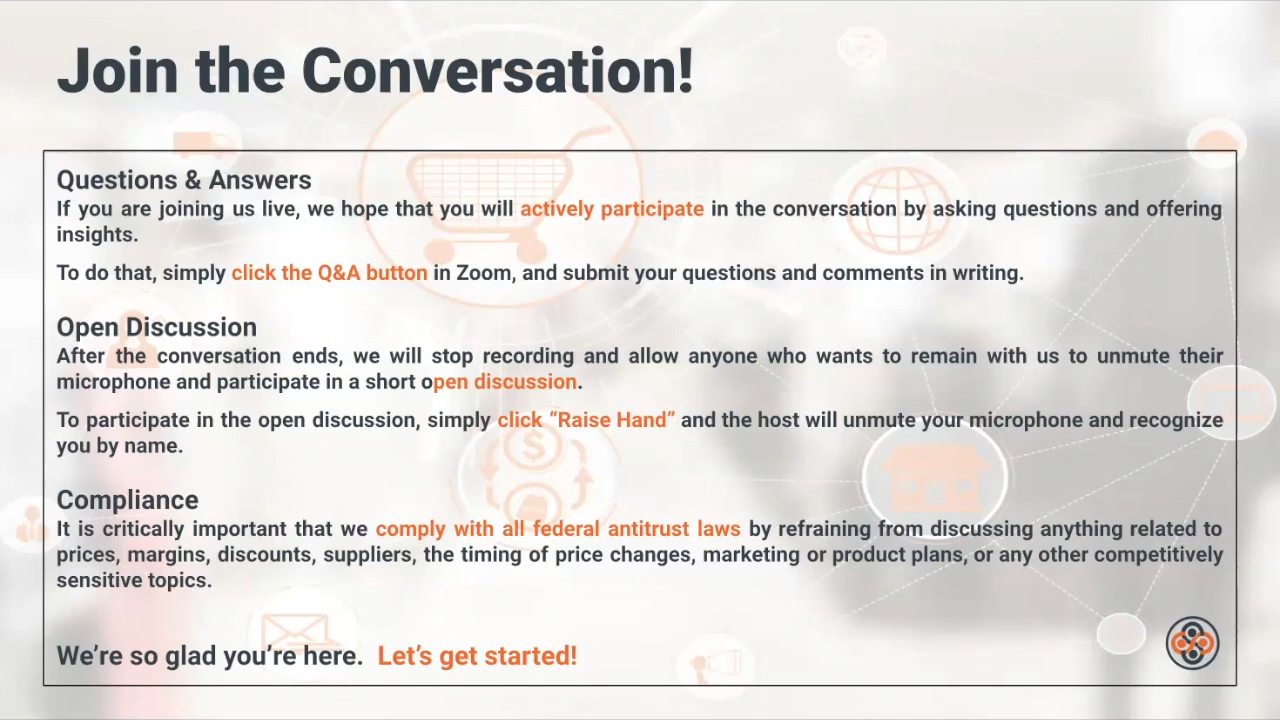 Join the Conversation!
Questions & Answers
If you are joining us live, we hope that you will actively participate in the conversation by asking questions and offering
insights.
To do that, simply click the Q&A button in Zoom, and submit your questions and comments in writing.
Open Discussion
After the conversation ends, we will stop recording and allow anyone who wants to remain with us to unmute their
microphone and participate in a short open discussion.
To participate in the open discussion, simply click “Raise Hand” and the host will unmute your microphone and recognize
you by name.
Compliance
It is critically important that we comply with all federal antitrust laws by refraining from discussing anything related to
prices, margins, discounts, suppliers, the timing of price changes, marketing or product plans, or any other competitively
sensitive topics.
We’re so glad you’re here. Let’s get started!